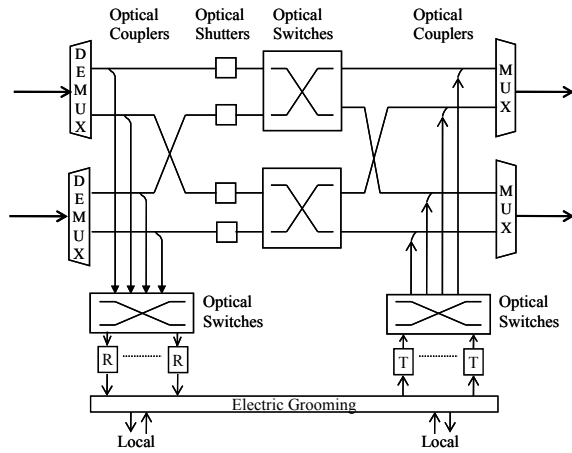 Optical Couplers
Optical Shutters
Optical Switches
Optical Couplers
DEMUX
MUX
DEMUX
MUX
Optical Switches
Optical Switches
R
R
T
T
Electric Grooming
Local
Local